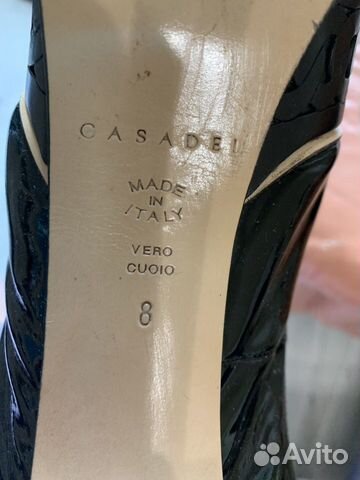 CASADEI
MADE
IN
ITALY
VERO
CUOIO
8
Avito